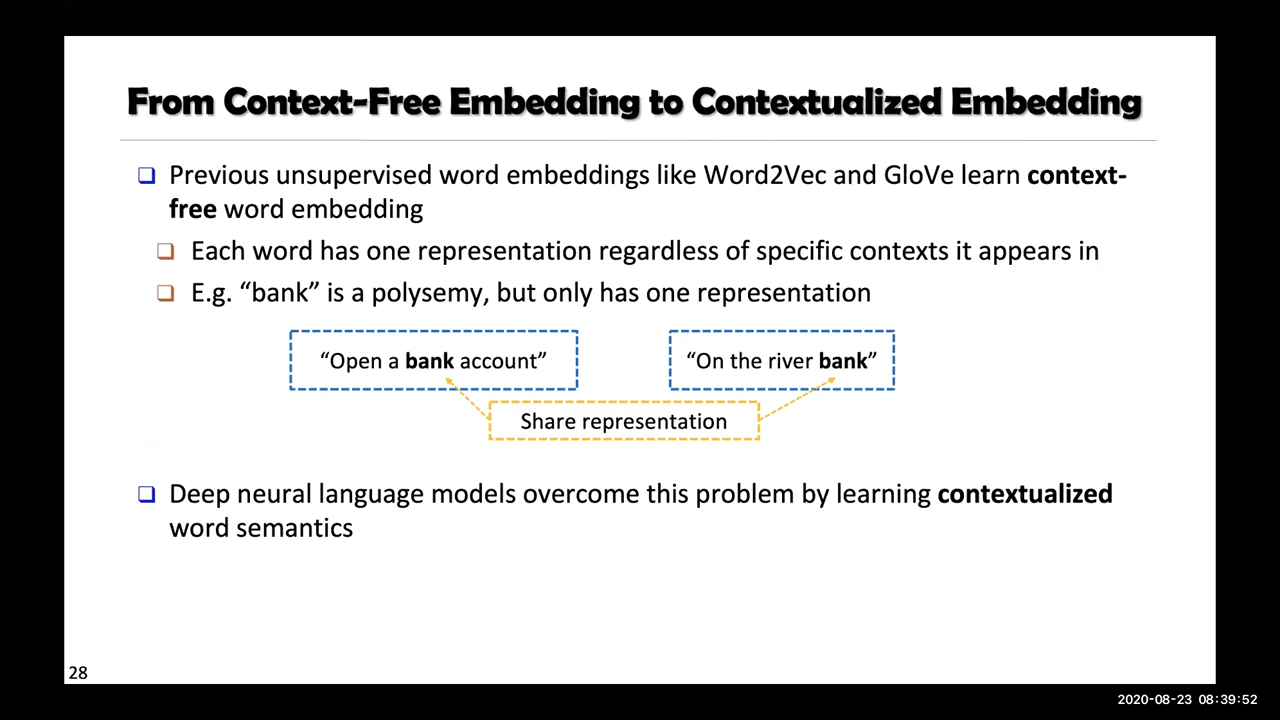 From Context-Free Embedding to Contextualized Embedding
❑ Previous unsupervised word embeddings like Word2Vec and GloVe learn context-
free word embedding
❑ Each word has one representation regardless of specific contexts it appears in
❑ E.g. “bank” is a polysemy, but only has one representation
“Open a bank account”
“On the river bank”
Share representation
❑ Deep neural language models overcome this problem by learning contextualized
word semantics
28
2020-08-23 08:39:52